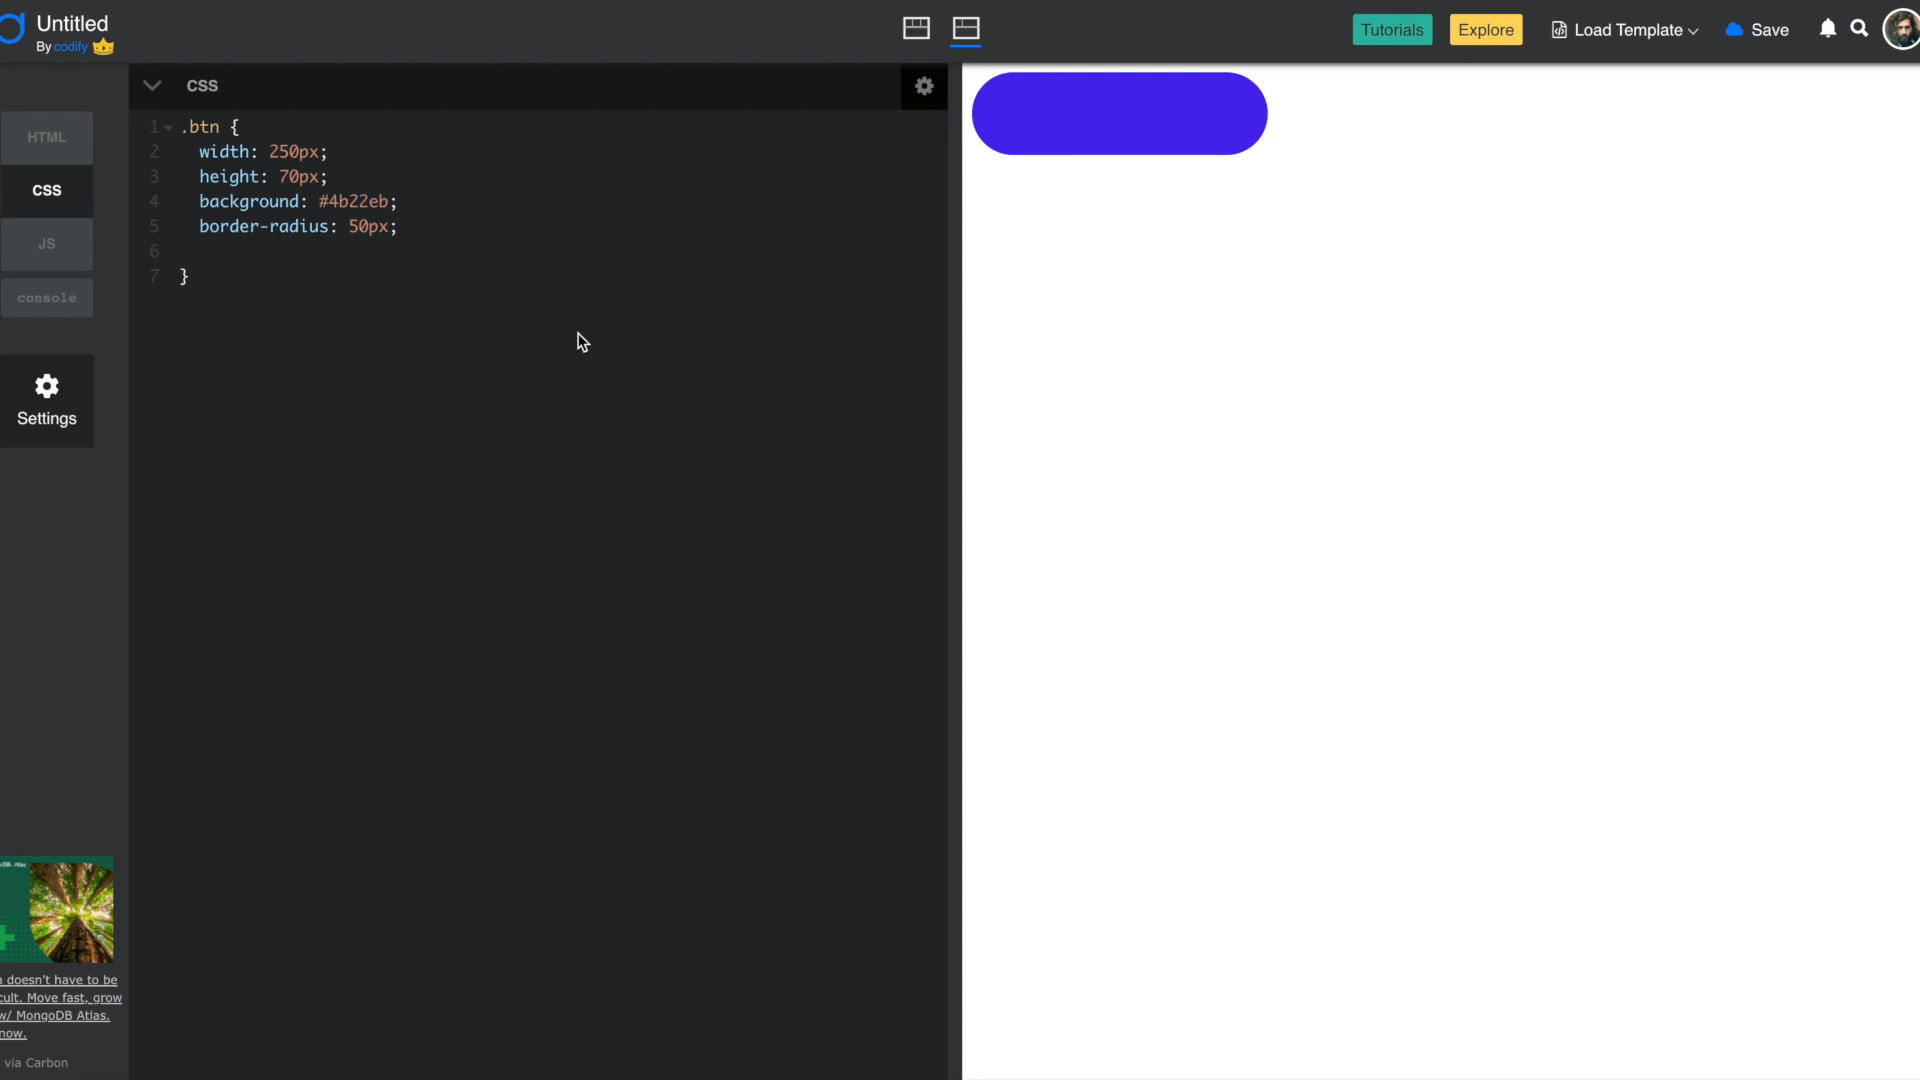 Untitled
By codify
Tutorials
Explore
Load Template
Save
HTML
CSS
JS
console
Settings
CSS
1 .btn {
2 width: 250px;
3 height: 70px;
4 background: #4b22eb;
5 border-radius: 50px;
6
7 }
DB. Atlas
doesn't have to be
cult. Move fast, grow
w/ MongoDB Atlas.
now.
via Carbon